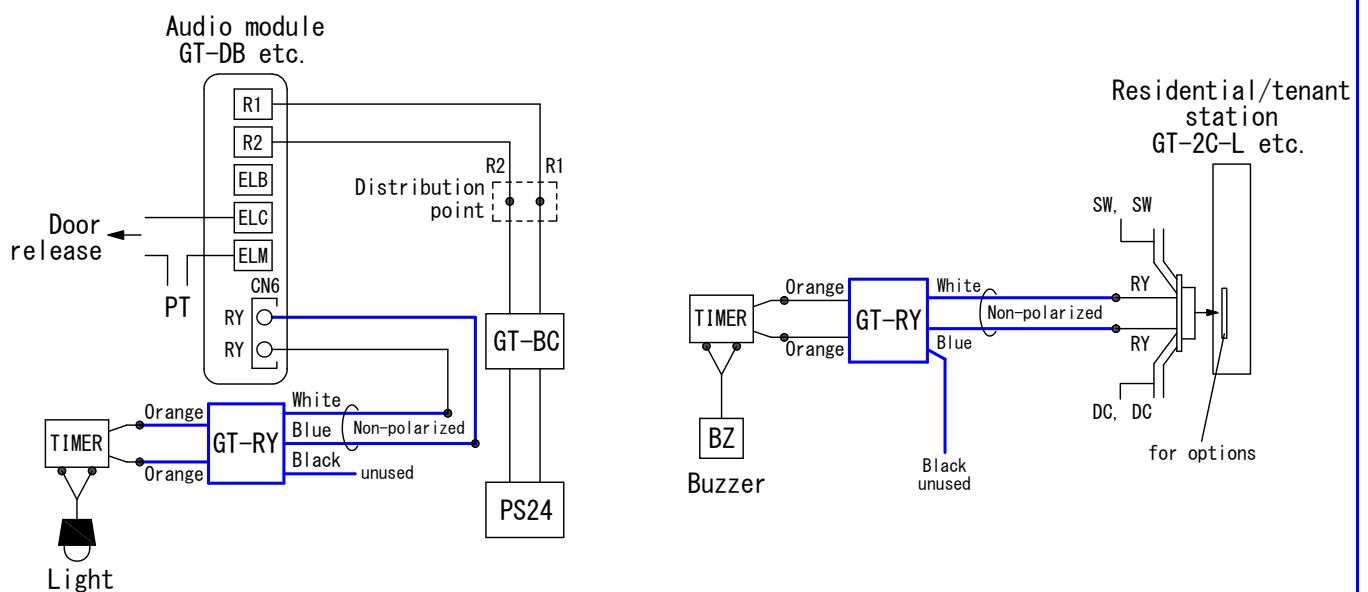 Audio module
GT-DB etc.
R1
R2
ELB
ELC
ELM
CN6
RY
RY
Door
release
PT
R2
R1
Distribution
point
GT-BC
PS24
White
Blue
Black
Non-polarized
unused
GT-RY
Orange
Orange
TIMER
Light
Residential/tenant
station
GT-2C-L etc.
SW, SW
RY
RY
DC, DC
for options
White
Blue
Non-polarized
GT-RY
Orange
Orange
TIMER
BZ
Buzzer
Black
unused